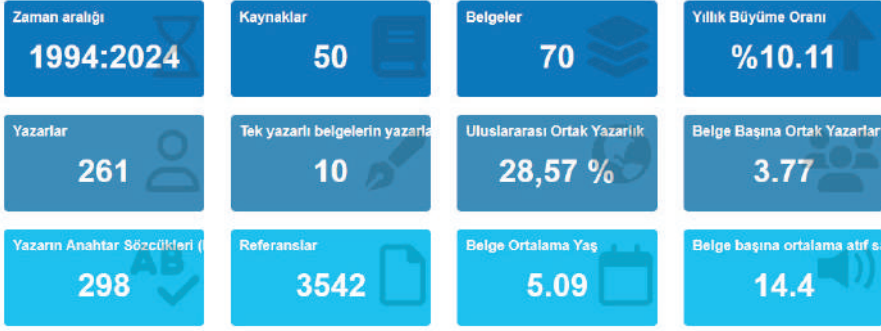 Zaman aralığı
1994:2024
Kaynaklar
50
Belgeler
70
Yıllık Büyüme Oranı
%10.11
Yazarlar
261
Tek yazarlı belgelerin yazarla
10
Uluslararası Ortak Yazarlık
28,57 %
Belge Başına Ortak Yazarlar
3.77
Yazarın Anahtar Sözcükleri (
AB
298
Referanslar
3542
Belge Ortalama Yaş
5.09
Belge başına ortalama atıf s
14.4